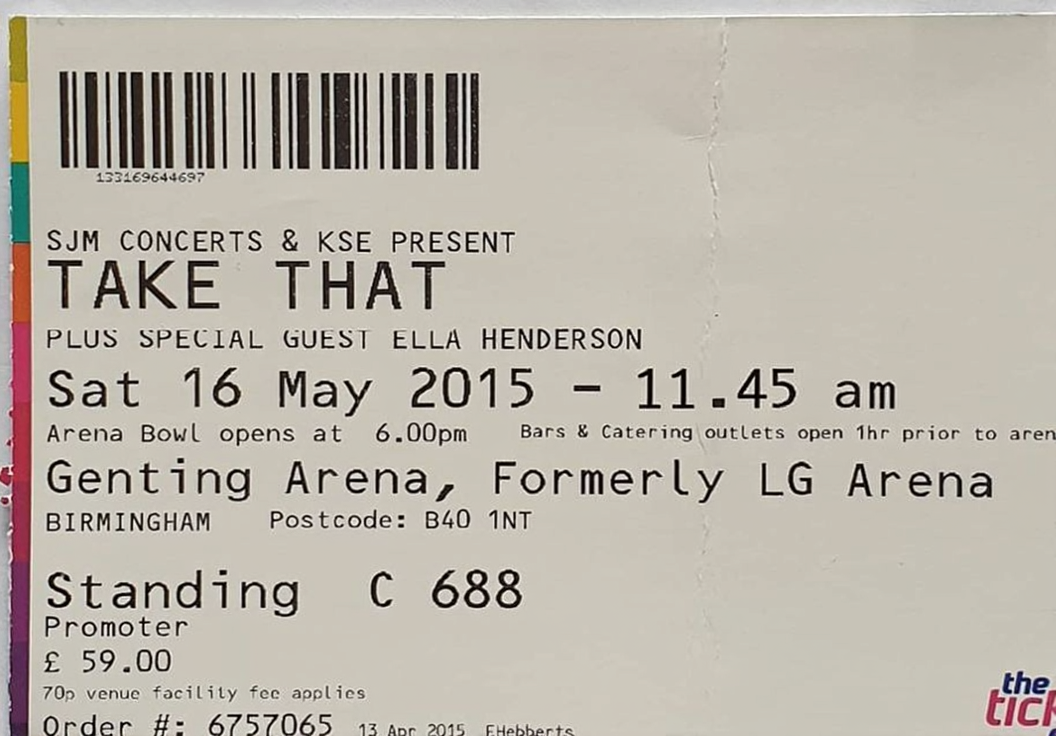 133169644697
SJM CONCERTS & KSE PRESENT
TAKE THAT
PLUS SPECIAL GUEST ELLA HENDERSON
Sat 16 May 2015 - 11.45 am
Arena Bowl opens at 6.00pm Bars & Catering outlets open 1hr prior to aren
Genting Arena, Formerly LG Arena
BIRMINGHAM Postcode: B40 1NT
Standing C 688
Promoter
£ 59.00
70p venue facility fee applies
the
tick
Order #: 6757065 13 Apr 2015 FHebberts